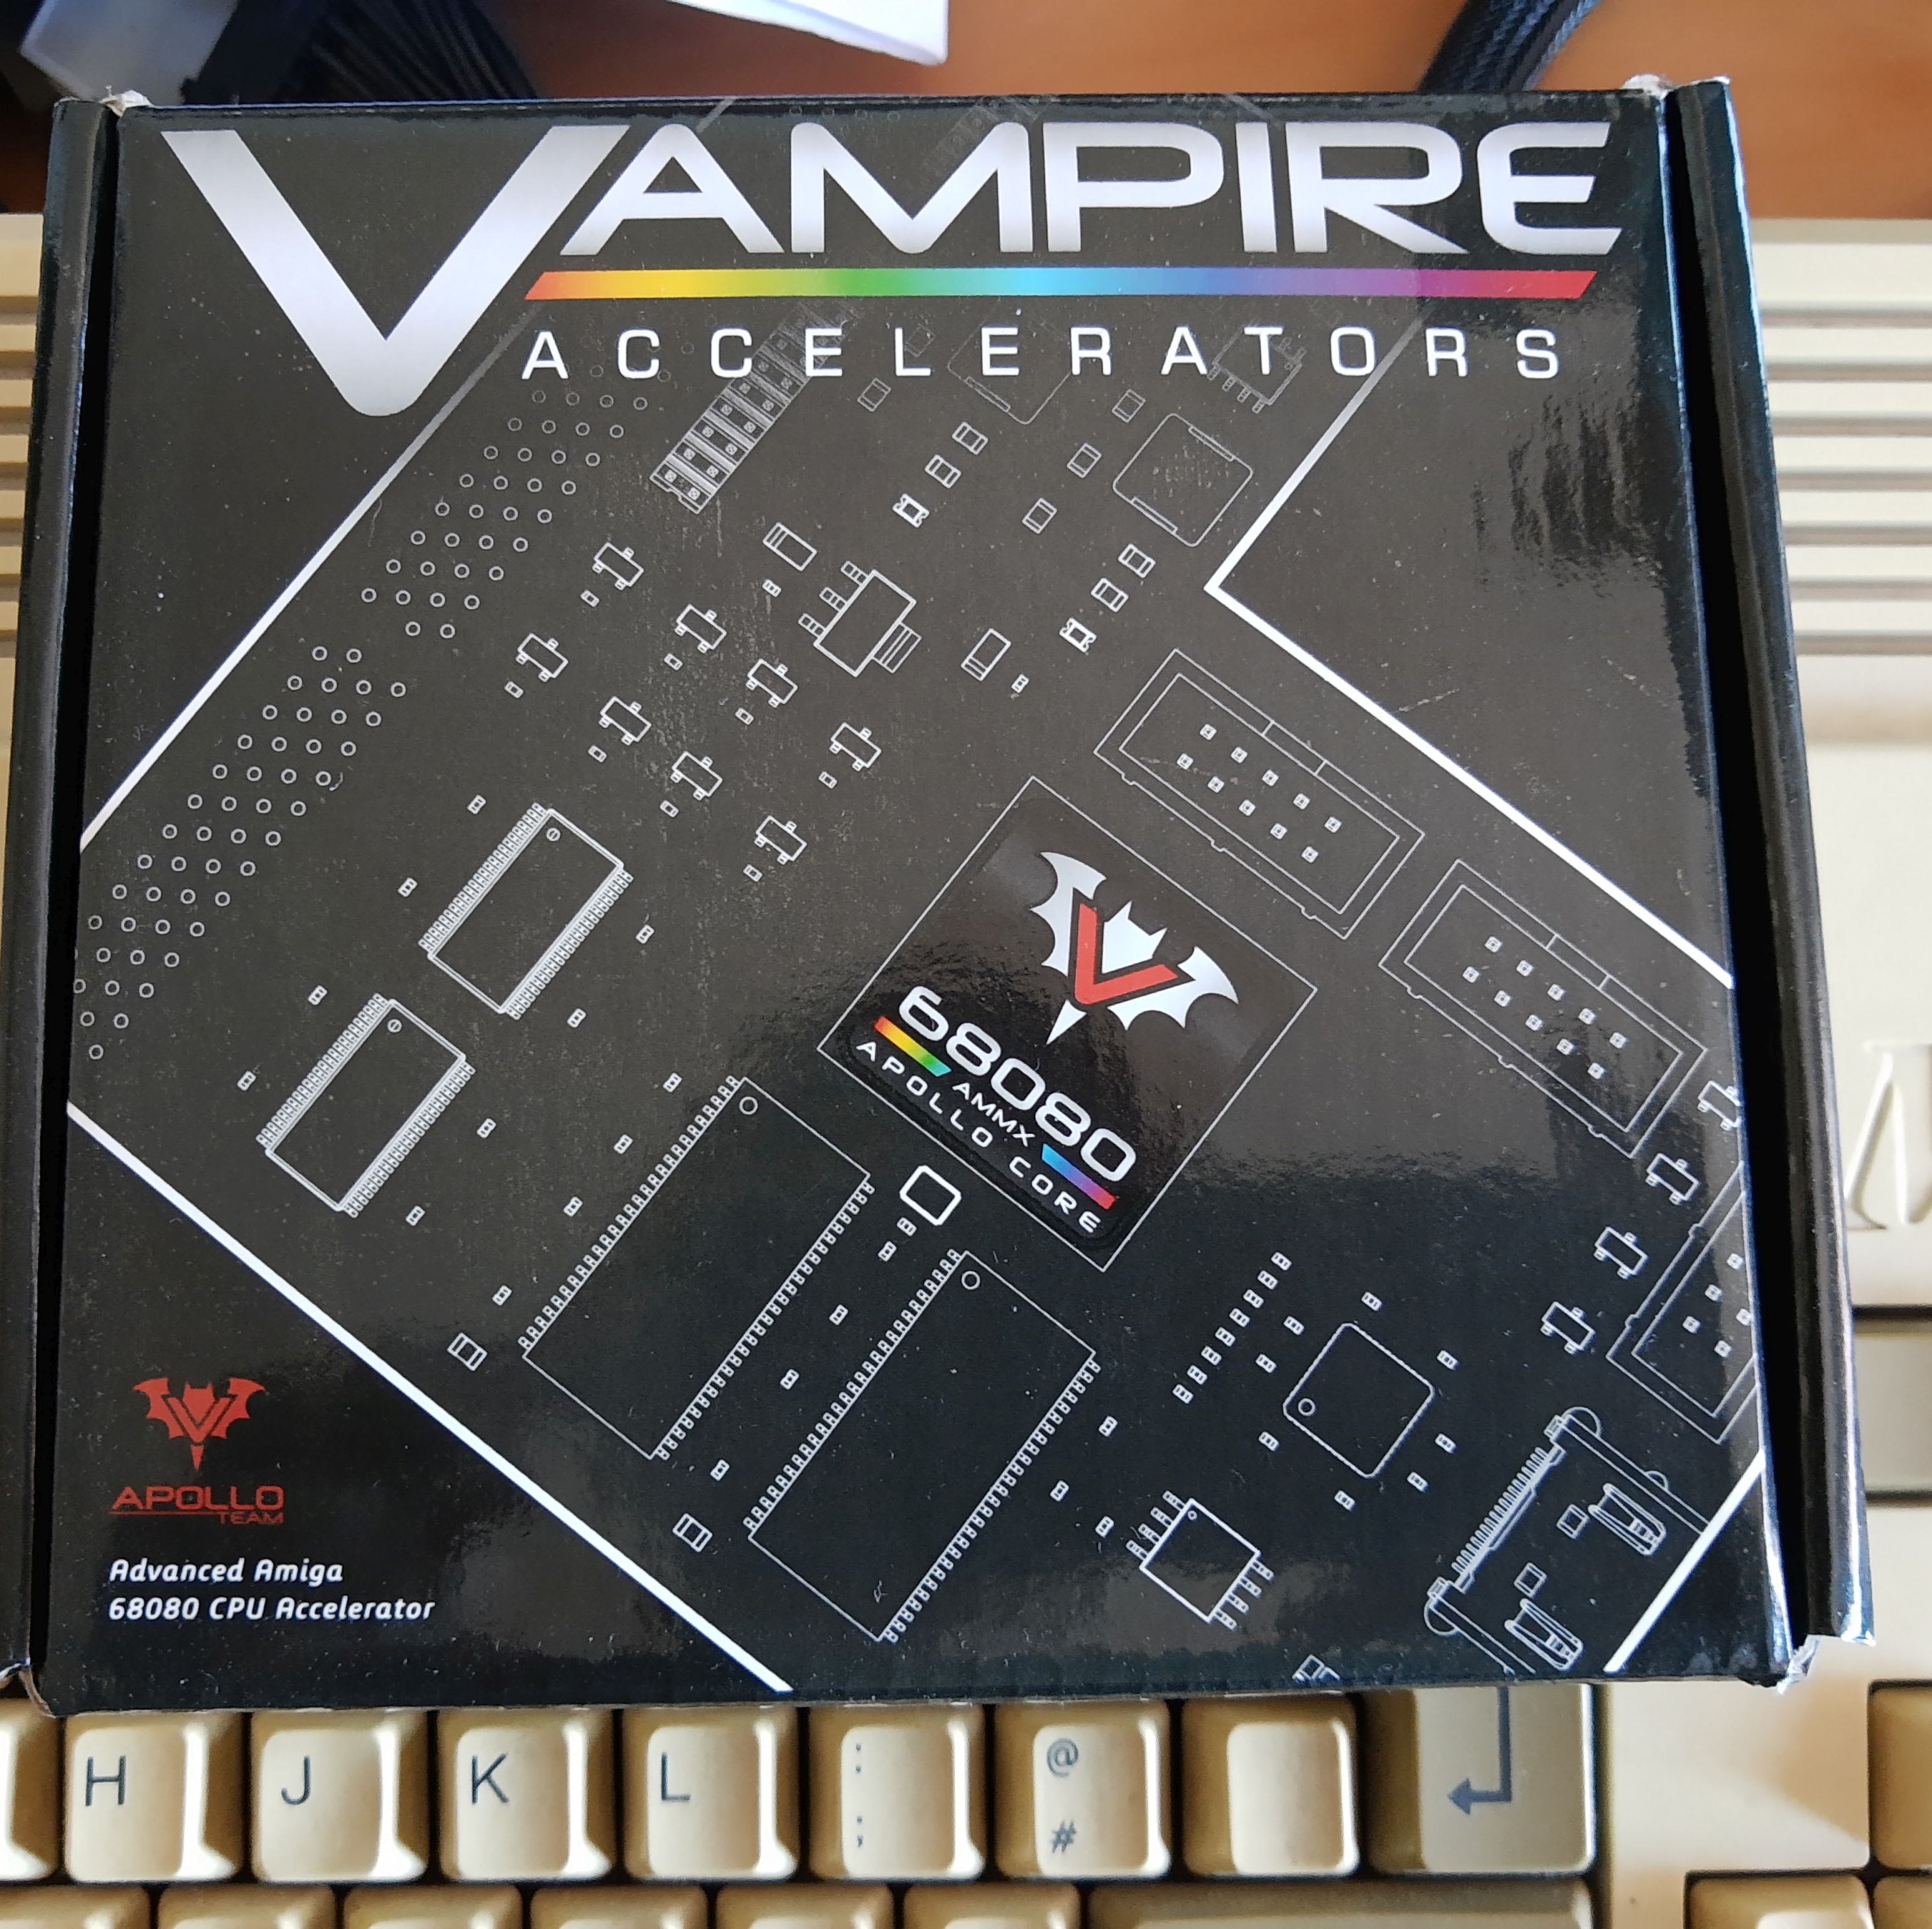 VAMPIRE
ACCELERATORS
68080
AMMX
APOLLO CORE
APOLLO
TEAM
Advanced Amiga
68080 CPU Accelerator
H J K L : ; @ #